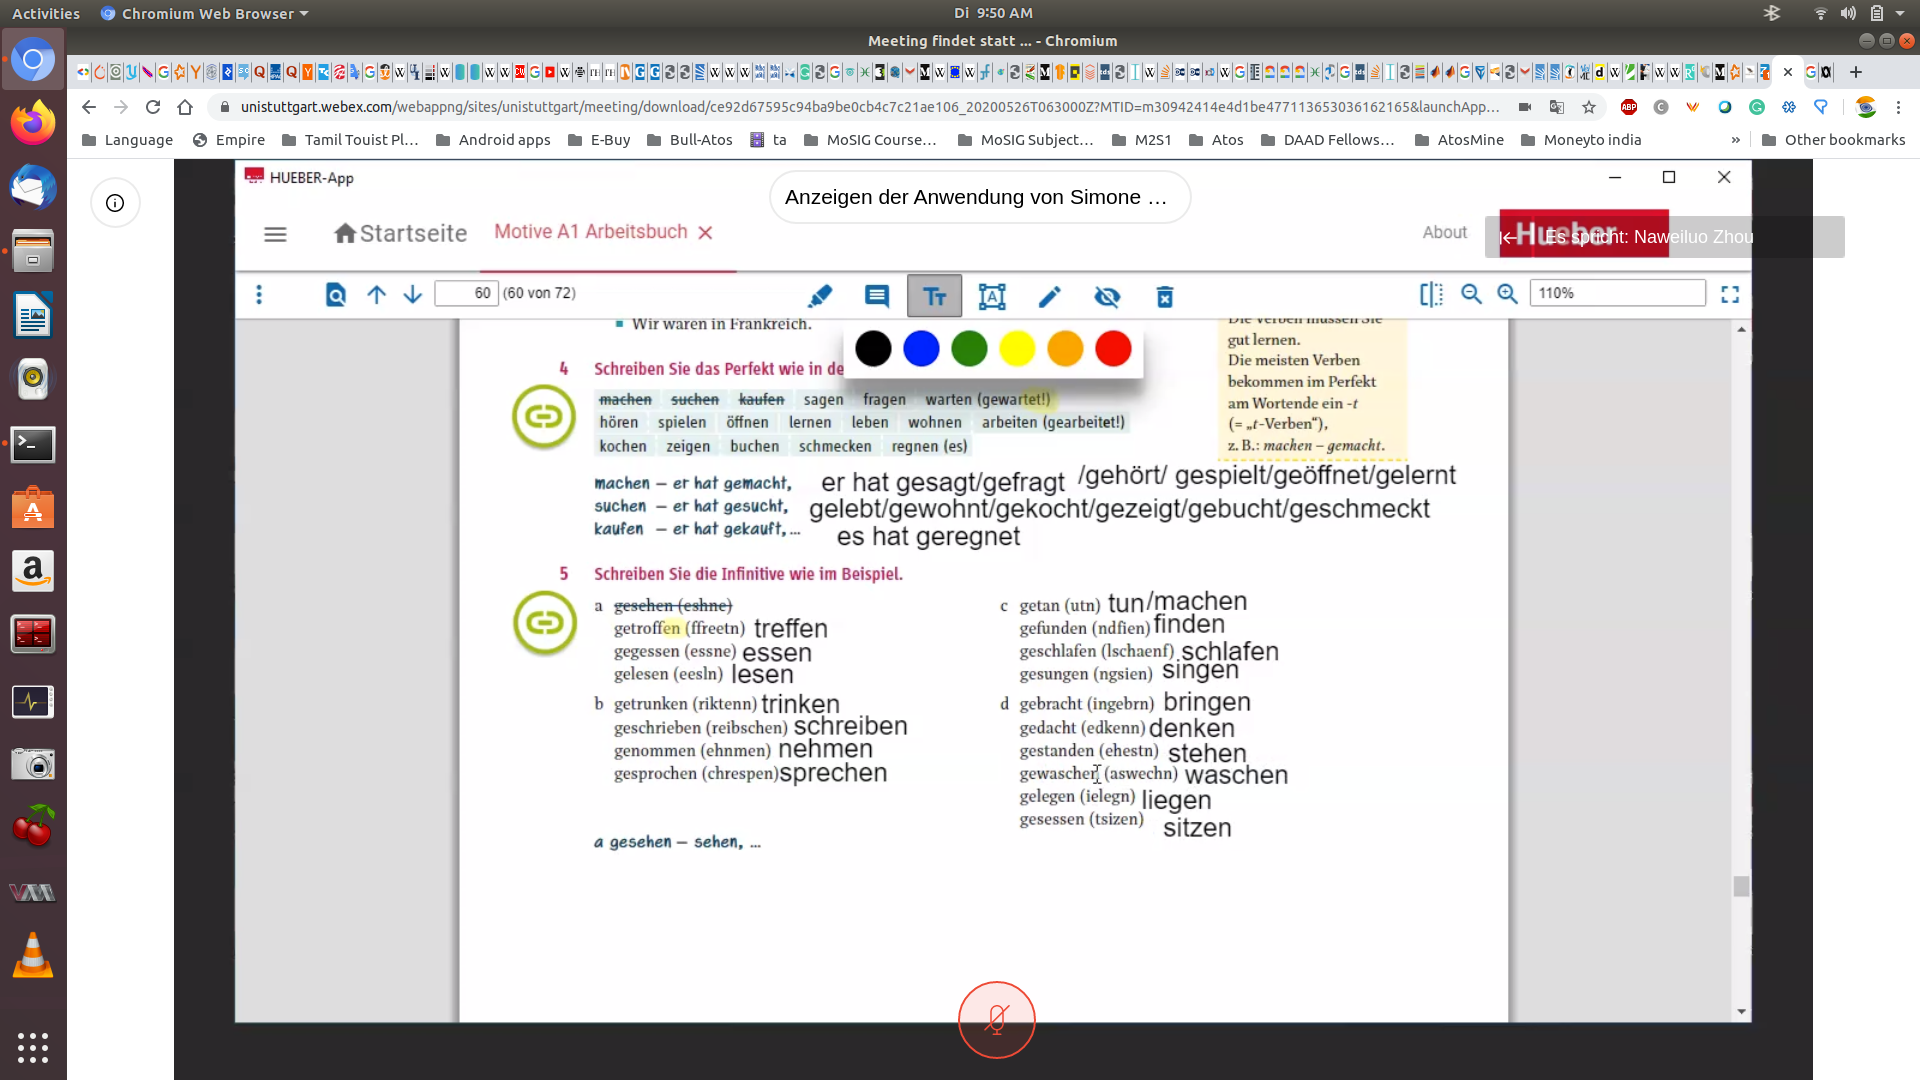 Activities Chromium Web Browser Di 9:50 AM
Meeting findet statt ... - Chromium
unistuttgart.webex.com/webappng/sites/unistuttgart/meeting/download/ce92d67595c94ba9be0cb4c7c21ae106_20200526T063000Z?MTID=m30942414e4d1be477113653036162165&launchApp...
Language Empire Tamil Touist Pl... Android apps E-Buy Bull-Atos ta MoSIG Course... MoSIG Subject... M2S1 Atos DAAD Fellows... AtosMine Moneyto india » Other bookmarks
HUEBER-App
Anzeigen der Anwendung von Simone ...
Startseite Motive A1 Arbeitsbuch About Hueber
Es spricht: Naweiluo Zhou
60 (60 von 72) 110%
Wir waren in Frankreich.
Die Verben müssen Sie
gut lernen.
Die meisten Verben
bekommen im Perfekt
am Wortende ein -t
(= „t-Verben“),
z. B.: machen – gemacht.
4 Schreiben Sie das Perfekt wie in de
machen suchen kaufen sagen fragen warten (gewartet!)
hören spielen öffnen lernen leben wohnen arbeiten (gearbeitet!)
kochen zeigen buchen schmecken regnen (es)
machen – er hat gemacht, er hat gesagt/gefragt /gehört/ gespielt/geöffnet/gelernt
suchen – er hat gesucht, gelebt/gewohnt/gekocht/gezeigt/gebucht/geschmeckt
kaufen – er hat gekauft, ... es hat geregnet
5 Schreiben Sie die Infinitive wie im Beispiel.
a gesehen (eshne)
getroffen (ffreetn) treffen
gegessen (essne) essen
gelesen (eesln) lesen
b getrunken (riktenn) trinken
geschrieben (reibschen) schreiben
genommen (ehnmen) nehmen
gesprochen (chrespen) sprechen
c getan (utn) tun/machen
gefunden (ndfien) finden
geschlafen (lschaenf) schlafen
gesungen (ngsien) singen
d gebracht (ingebrn) bringen
gedacht (edkenn) denken
gestanden (ehestn) stehen
gewaschen (aswechn) waschen
gelegen (ielegn) liegen
gesessen (tsizen) sitzen
a gesehen – sehen, ...